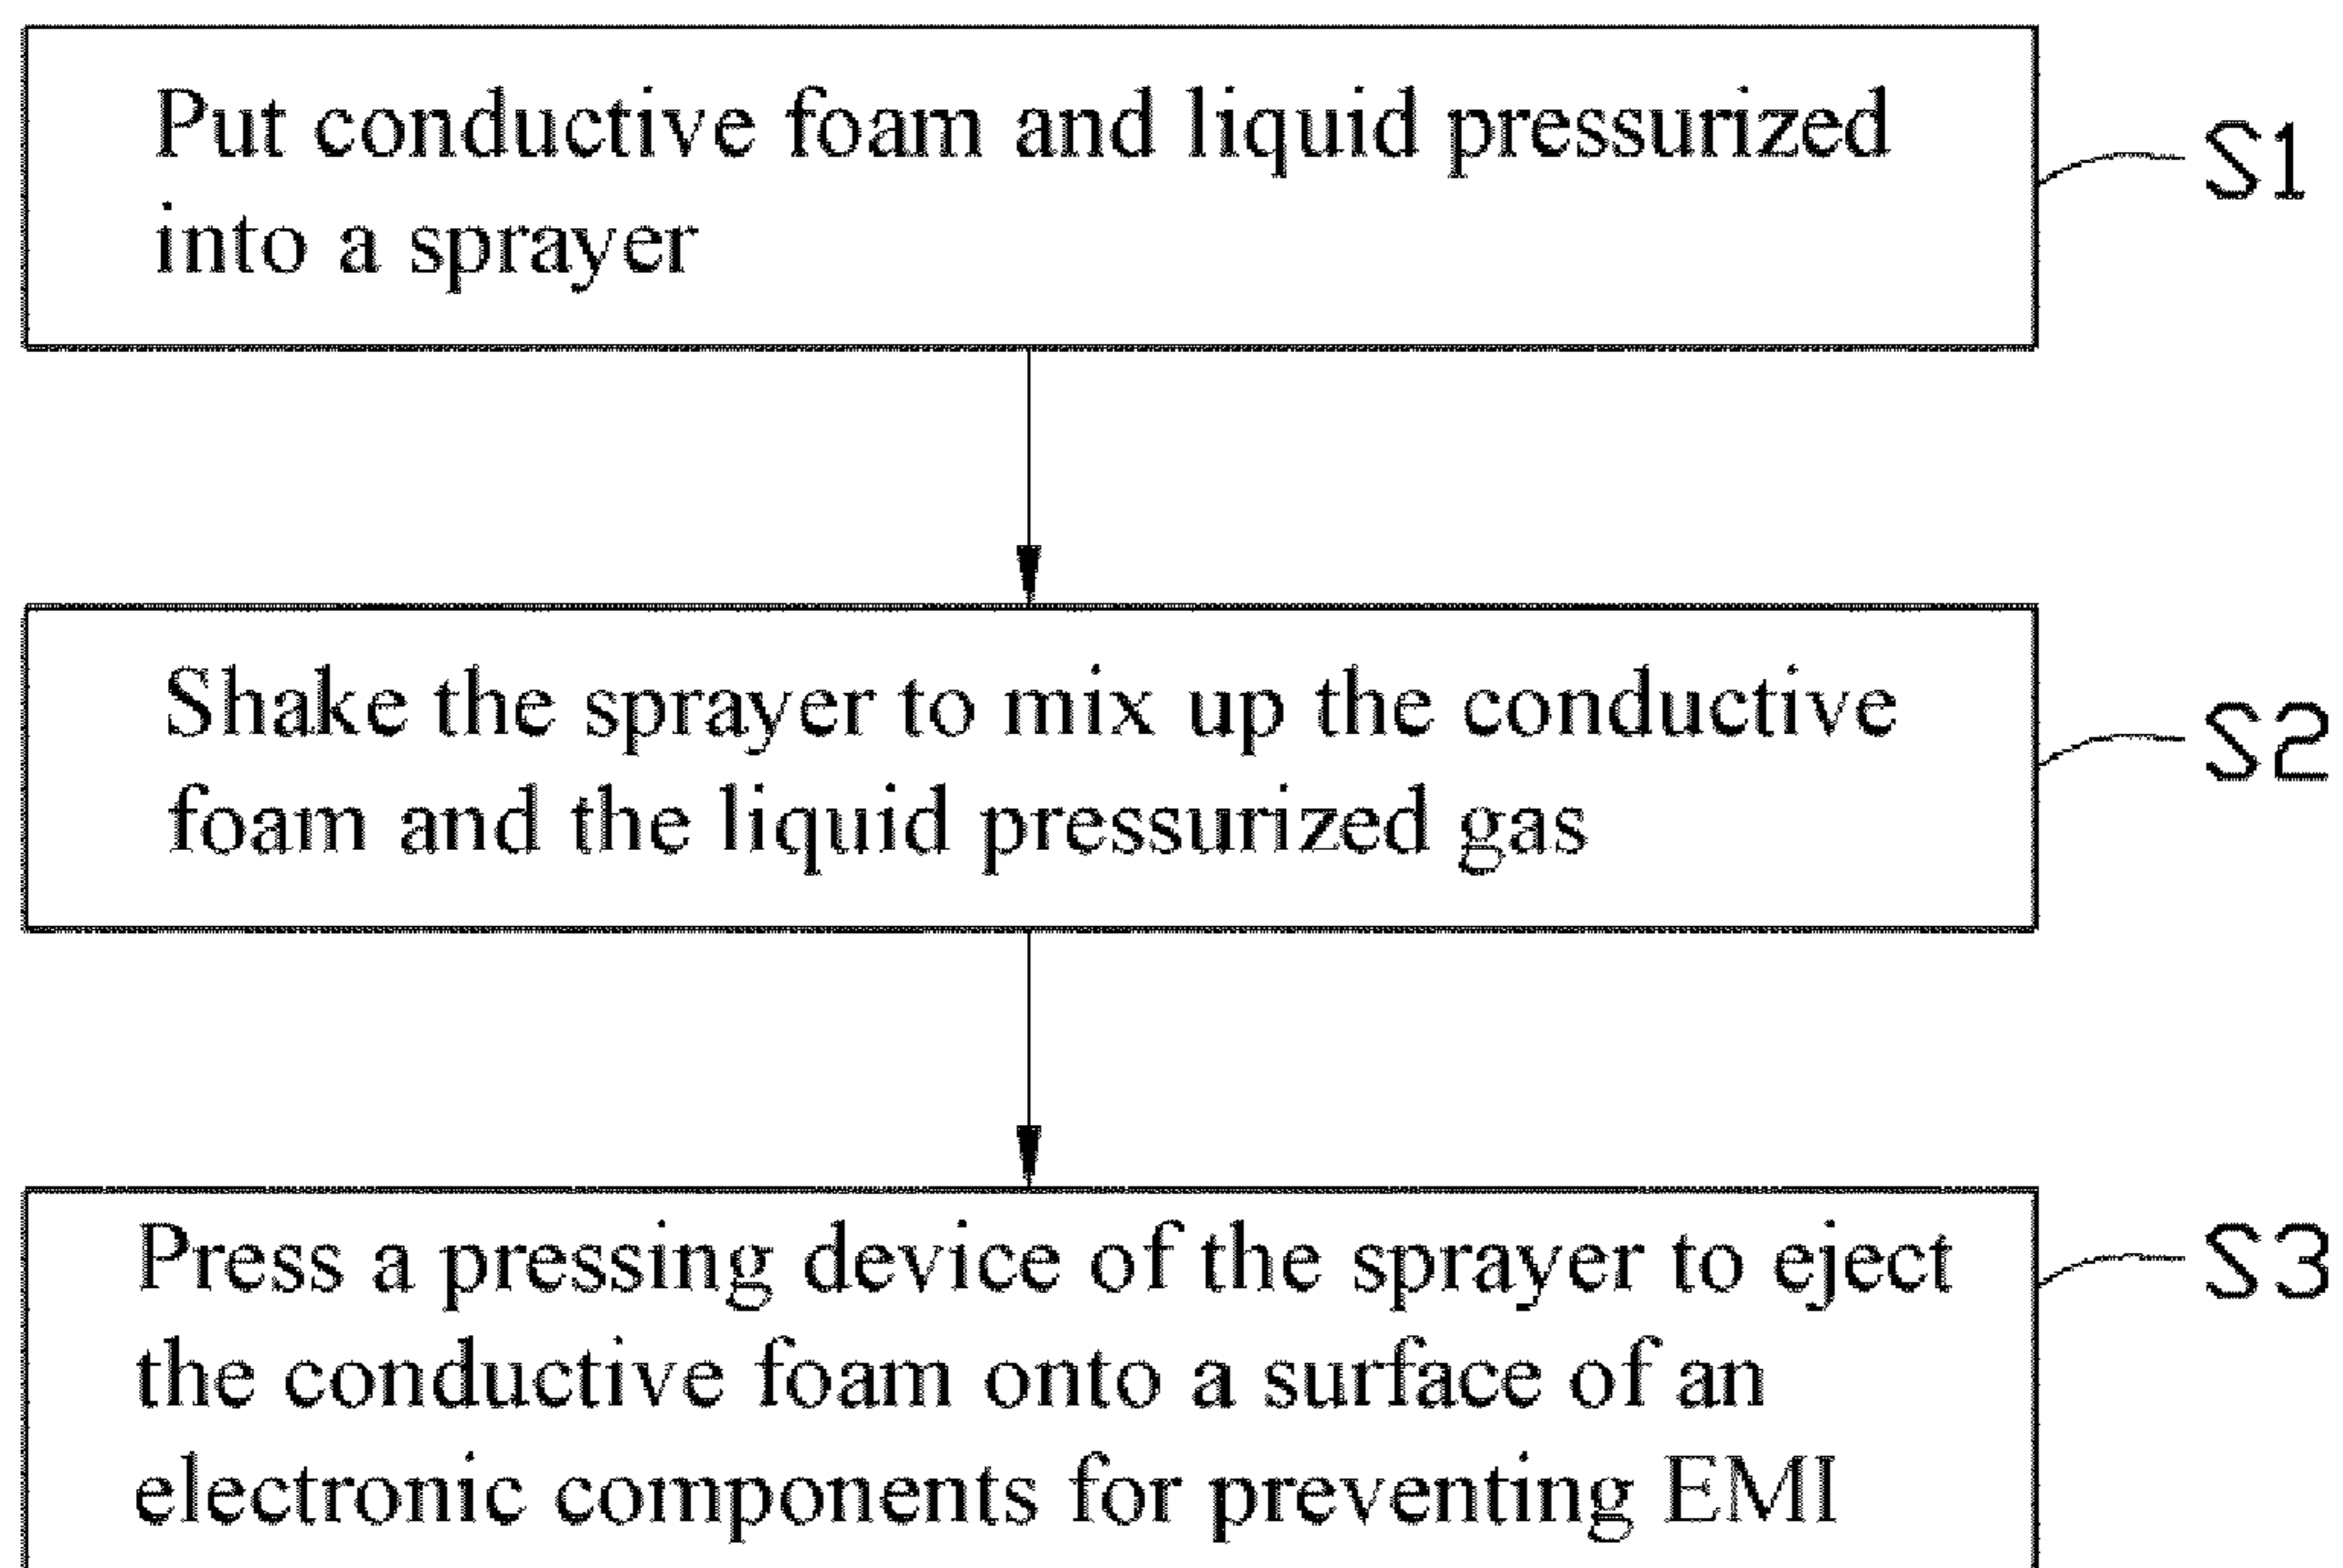 Put conductive foam and liquid pressurized
into a sprayer
S1
Shake the sprayer to mix up the conductive
foam and the liquid pressurized gas
S2
Press a pressing device of the sprayer to eject
the conductive foam onto a surface of an
electronic components for preventing EMI
S3